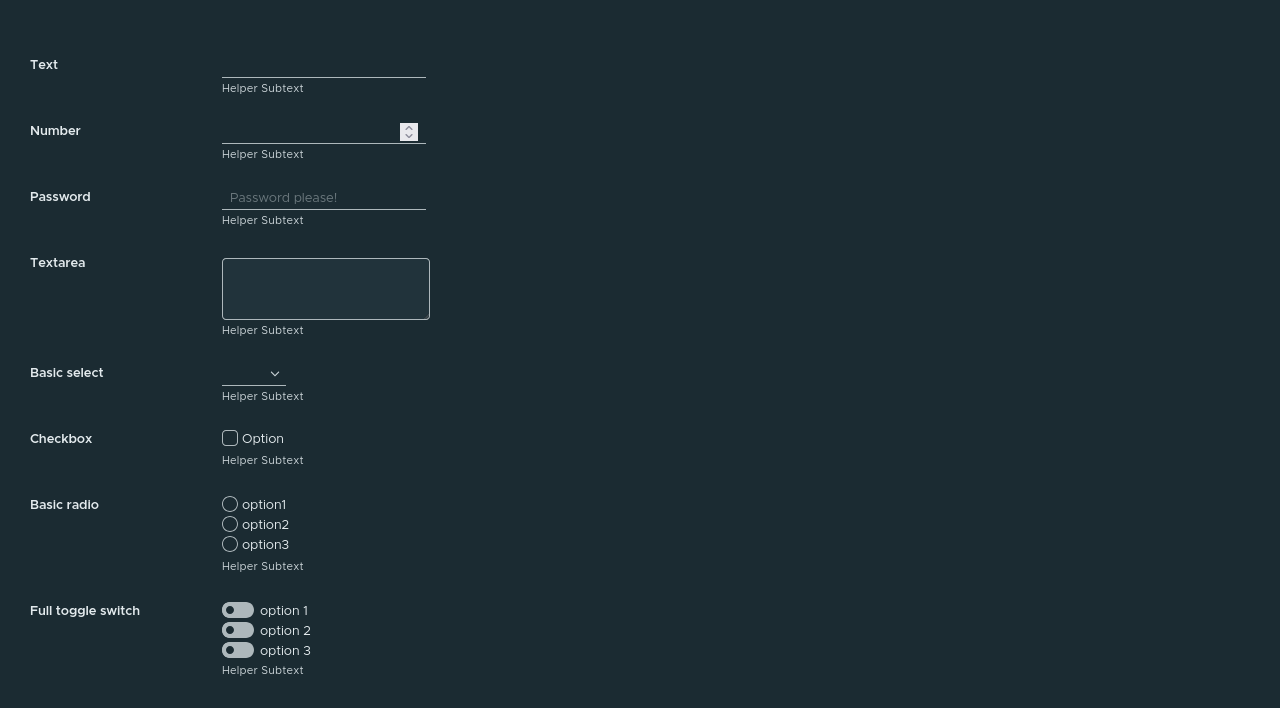 Text
Helper Subtext
Number
Helper Subtext
Password
Password please!
Helper Subtext
Textarea
Helper Subtext
Basic select
Helper Subtext
Checkbox
Option
Helper Subtext
Basic radio
option1
option2
option3
Helper Subtext
Full toggle switch
option 1
option 2
option 3
Helper Subtext